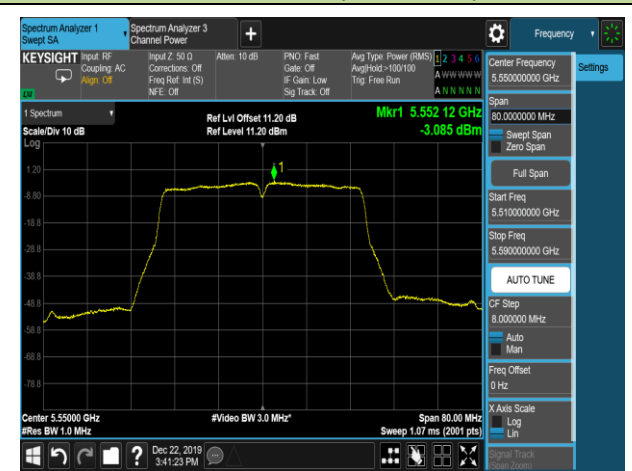 Spectrum Analyzer 1
Swept SA
Spectrum Analyzer 3
Channel Power
Frequency
KEYSIGHT
Input: RF
Coupling: AC
Align: Off
Input Z: 50 Ω
Corrections: Off
Freq Ref: Int (S)
NFE: Off
Atten: 10 dB
PNO: Fast
Gate: Off
IF Gain: Low
Sig Track: Off
Avg Type: Power (RMS)
Avg|Hold:>100/100
Trig: Free Run
1 2 3 4 5 6
A W W W W W
A N N N N N
LXI
1 Spectrum
Scale/Div 10 dB
Log
Ref Lvl Offset 11.20 dB
Ref Level 11.20 dBm
Mkr1 5.552 12 GHz
-3.085 dBm
1
1.20
-8.80
-18.8
-28.8
-38.8
-48.8
-58.8
-68.8
-78.8
Center 5.55000 GHz
#Res BW 1.0 MHz
#Video BW 3.0 MHz*
Span 80.00 MHz
Sweep 1.07 ms (2001 pts)
Center Frequency
5.550000000 GHz
Settings
Span
80.0000000 MHz
Swept Span
Zero Span
Full Span
Start Freq
5.510000000 GHz
Stop Freq
5.590000000 GHz
AUTO TUNE
CF Step
8.000000 MHz
Auto
Man
Freq Offset
0 Hz
X Axis Scale
Log
Lin
Signal Track
(Span Zoom)
?
Dec 22, 2019
3:41:23 PM